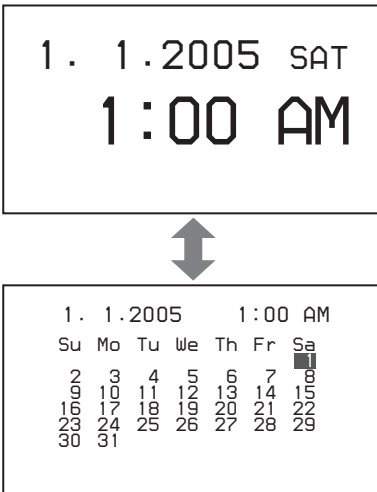 1. 1.2005 SAT
1:00 AM
1. 1.2005 1:00 AM
Su Mo Tu We Th Fr Sa
1
2 3 4 5 6 7 8
9 10 11 12 13 14 15
16 17 18 19 20 21 22
23 24 25 26 27 28 29
30 31